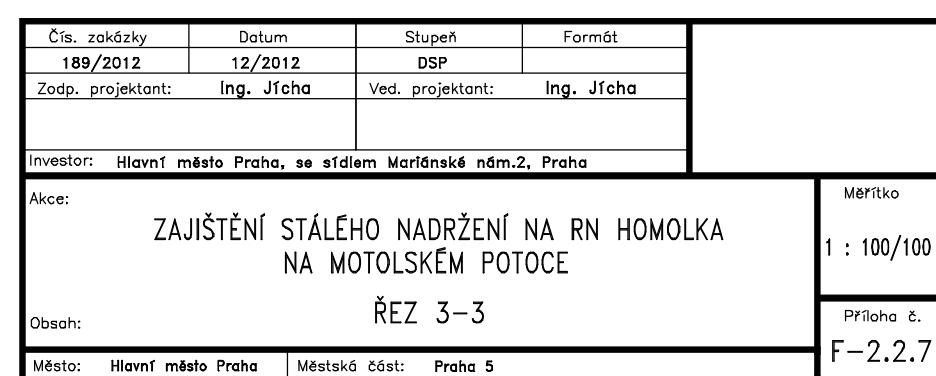 Čís. zakázky Datum Stupeň Formát
189/2012 12/2012 DSP
Zodp. projektant: Ing. Jícha Ved. projektant: Ing. Jícha
Investor: Hlavní město Praha, se sídlem Mariánské nám.2, Praha
Akce:
ZAJIŠTĚNÍ STÁLÉHO NADRŽENÍ NA RN HOMOLKA
NA MOTOLSKÉM POTOCE
Měřítko
1 : 100/100
Obsah: ŘEZ 3-3
Příloha č.
F-2.2.7
Město: Hlavní město Praha Městská část: Praha 5